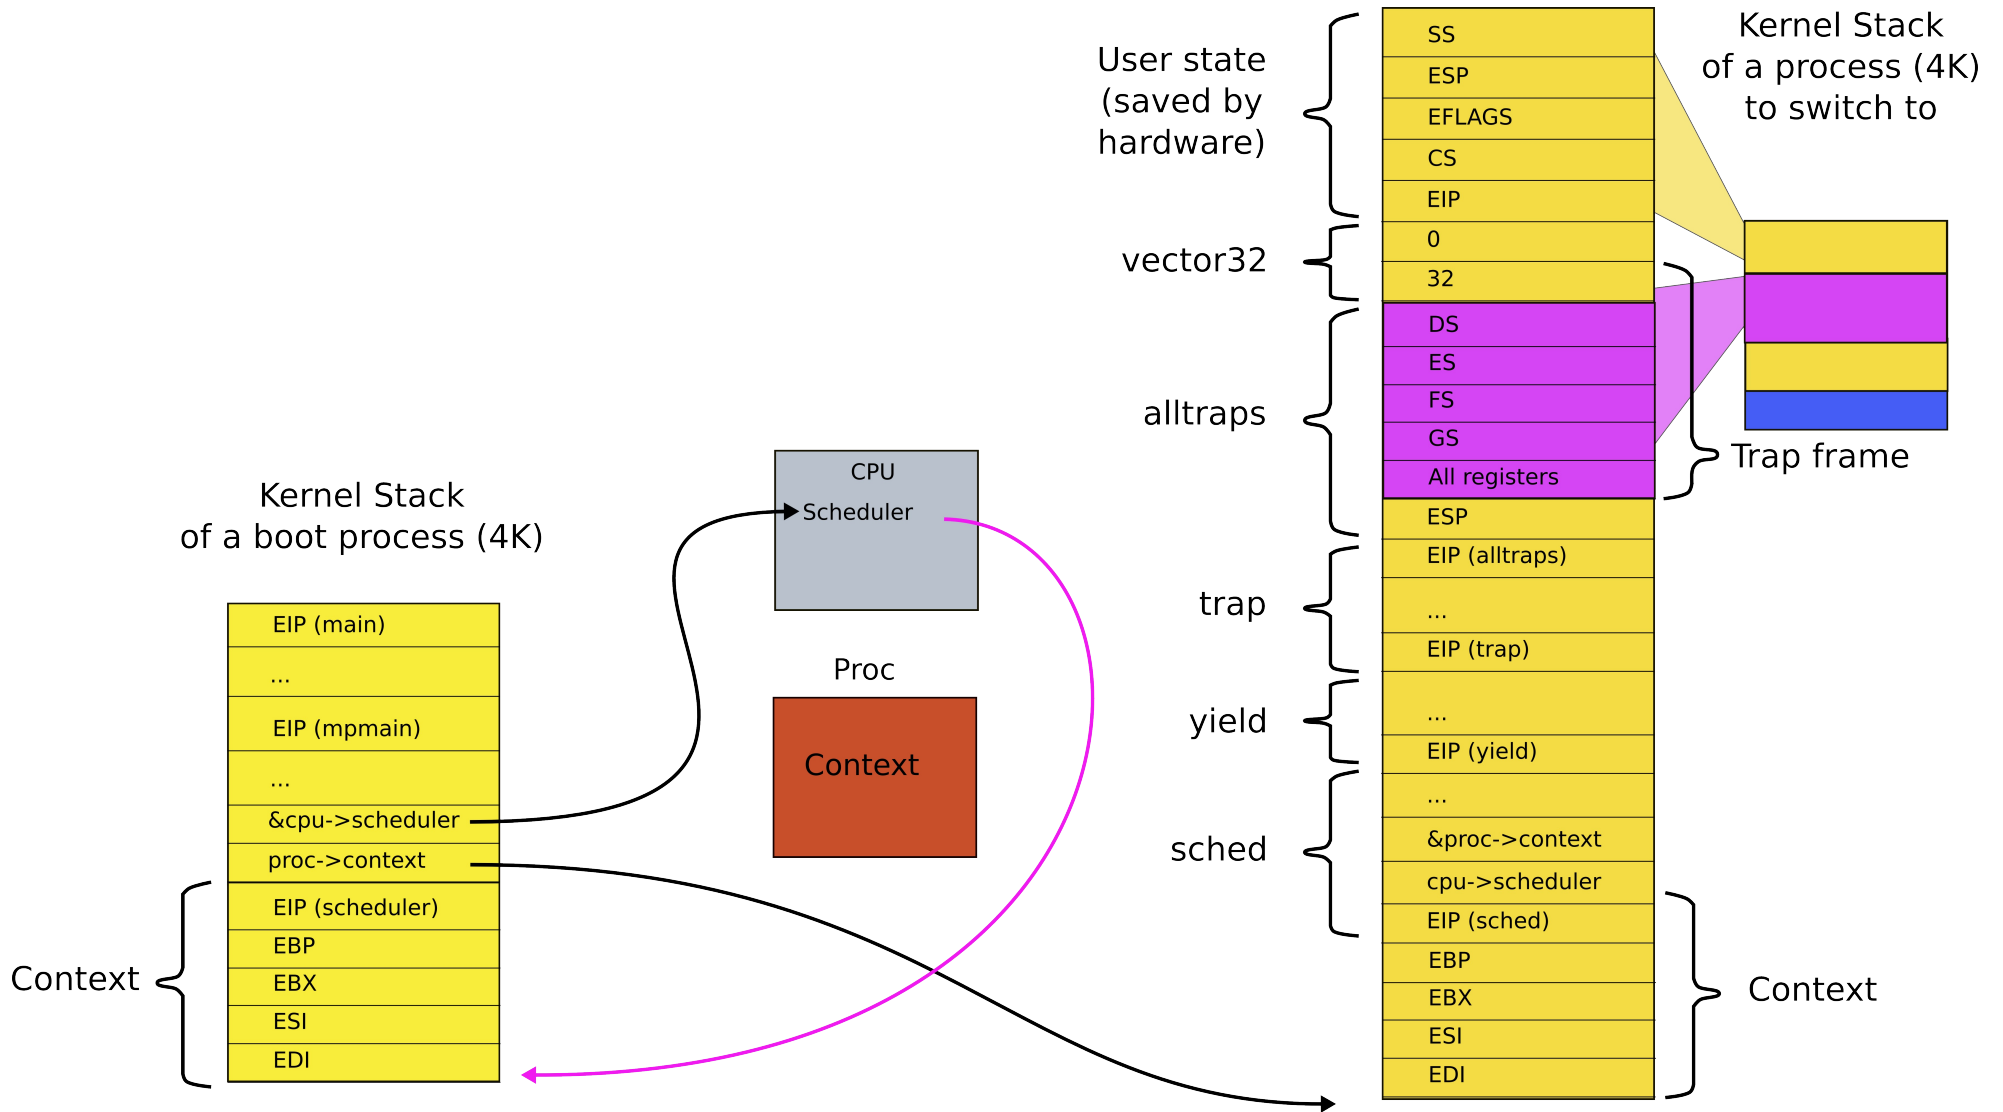 Kernel Stack
of a boot process (4K)
EIP (main)
...
EIP (mpmain)
...
&cpu->scheduler
proc->context
EIP (scheduler)
EBP
EBX
ESI
EDI
Context
CPU
Scheduler
Proc
Context
User state
(saved by
hardware)
vector32
alltraps
trap
yield
sched
SS
ESP
EFLAGS
CS
EIP
0
32
DS
ES
FS
GS
All registers
ESP
EIP (alltraps)
...
EIP (trap)
...
EIP (yield)
...
&proc->context
cpu->scheduler
EIP (sched)
EBP
EBX
ESI
EDI
Kernel Stack
of a process (4K)
to switch to
Trap frame
Context